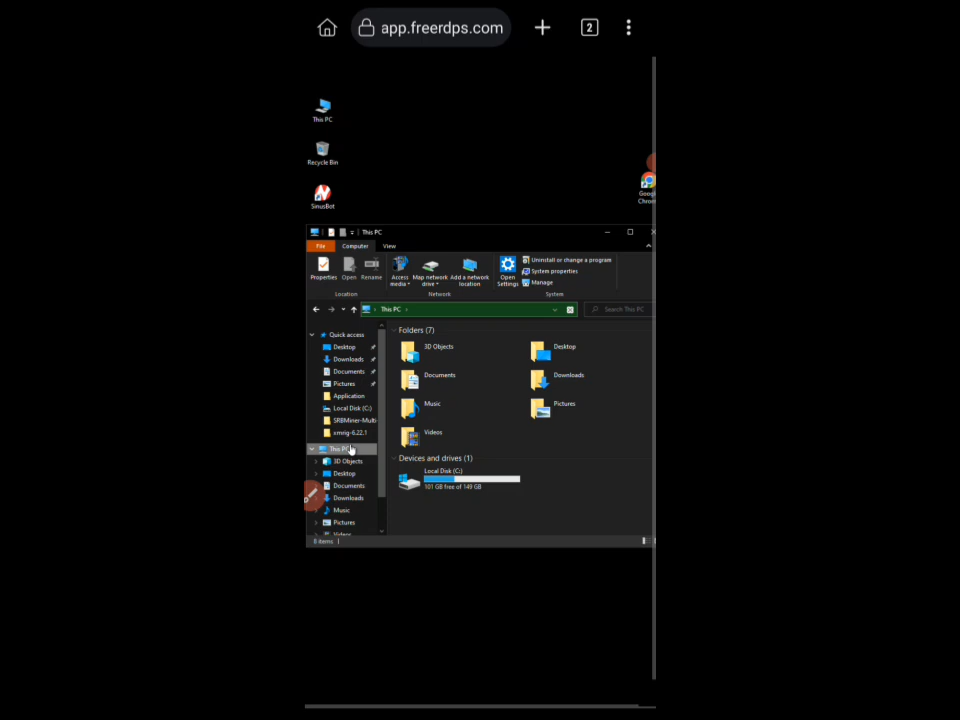 app.freerdps.com
2
This PC
Recycle Bin
SinusBot
This PC
File
Computer
View
Properties
Open
Rename
Access media
Map network drive
Add a network location
Open Settings
Uninstall or change a program
System properties
Manage
Location
Network
System
This PC
Search This PC
Quick access
Desktop
Downloads
Documents
Pictures
Application
Local Disk (C:)
SRBMiner-Multi
xmrig-6.22.1
This PC
3D Objects
Desktop
Documents
Downloads
Music
Pictures
Videos
Folders (7)
3D Objects
Desktop
Documents
Downloads
Music
Pictures
Videos
Devices and drives (1)
Local Disk (C:)
101 GB free of 149 GB
8 items